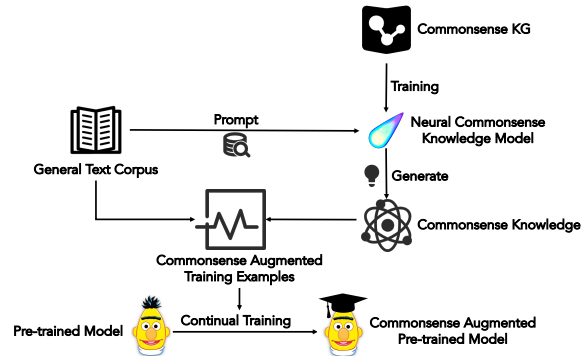 Commonsense KG
Training
Prompt
Neural Commonsense
Knowledge Model
General Text Corpus
Generate
Commonsense Knowledge
Commonsense Augmented
Training Examples
Pre-trained Model
Continual Training
Commonsense Augmented
Pre-trained Model